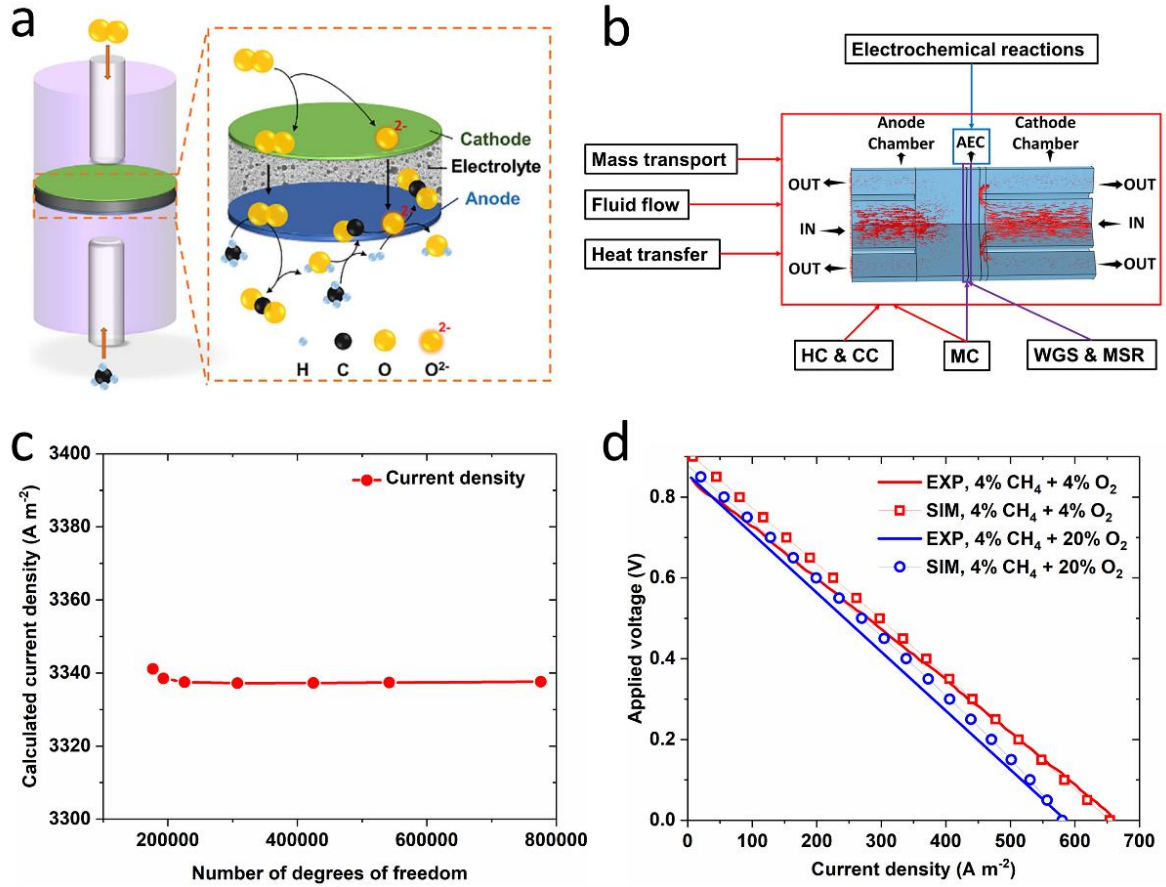 a
2-
Cathode
Electrolyte
2-
Anode
2-
H C O O2-
b
Electrochemical reactions
Anode
Chamber
AEC
Cathode
Chamber
Mass transport
Fluid flow
Heat transfer
OUT
IN
OUT
OUT
IN
OUT
HC & CC
MC
WGS & MSR
c
3400
3380
3360
3340
3320
3300
Calculated current density (A m-2)
Current density
200000 400000 600000 800000
Number of degrees of freedom
d
0.8
0.6
0.4
0.2
0.0
Applied voltage (V)
EXP, 4% CH4 + 4% O2
SIM, 4% CH4 + 4% O2
EXP, 4% CH4 + 20% O2
SIM, 4% CH4 + 20% O2
0 100 200 300 400 500 600 700
Current density (A m-2)